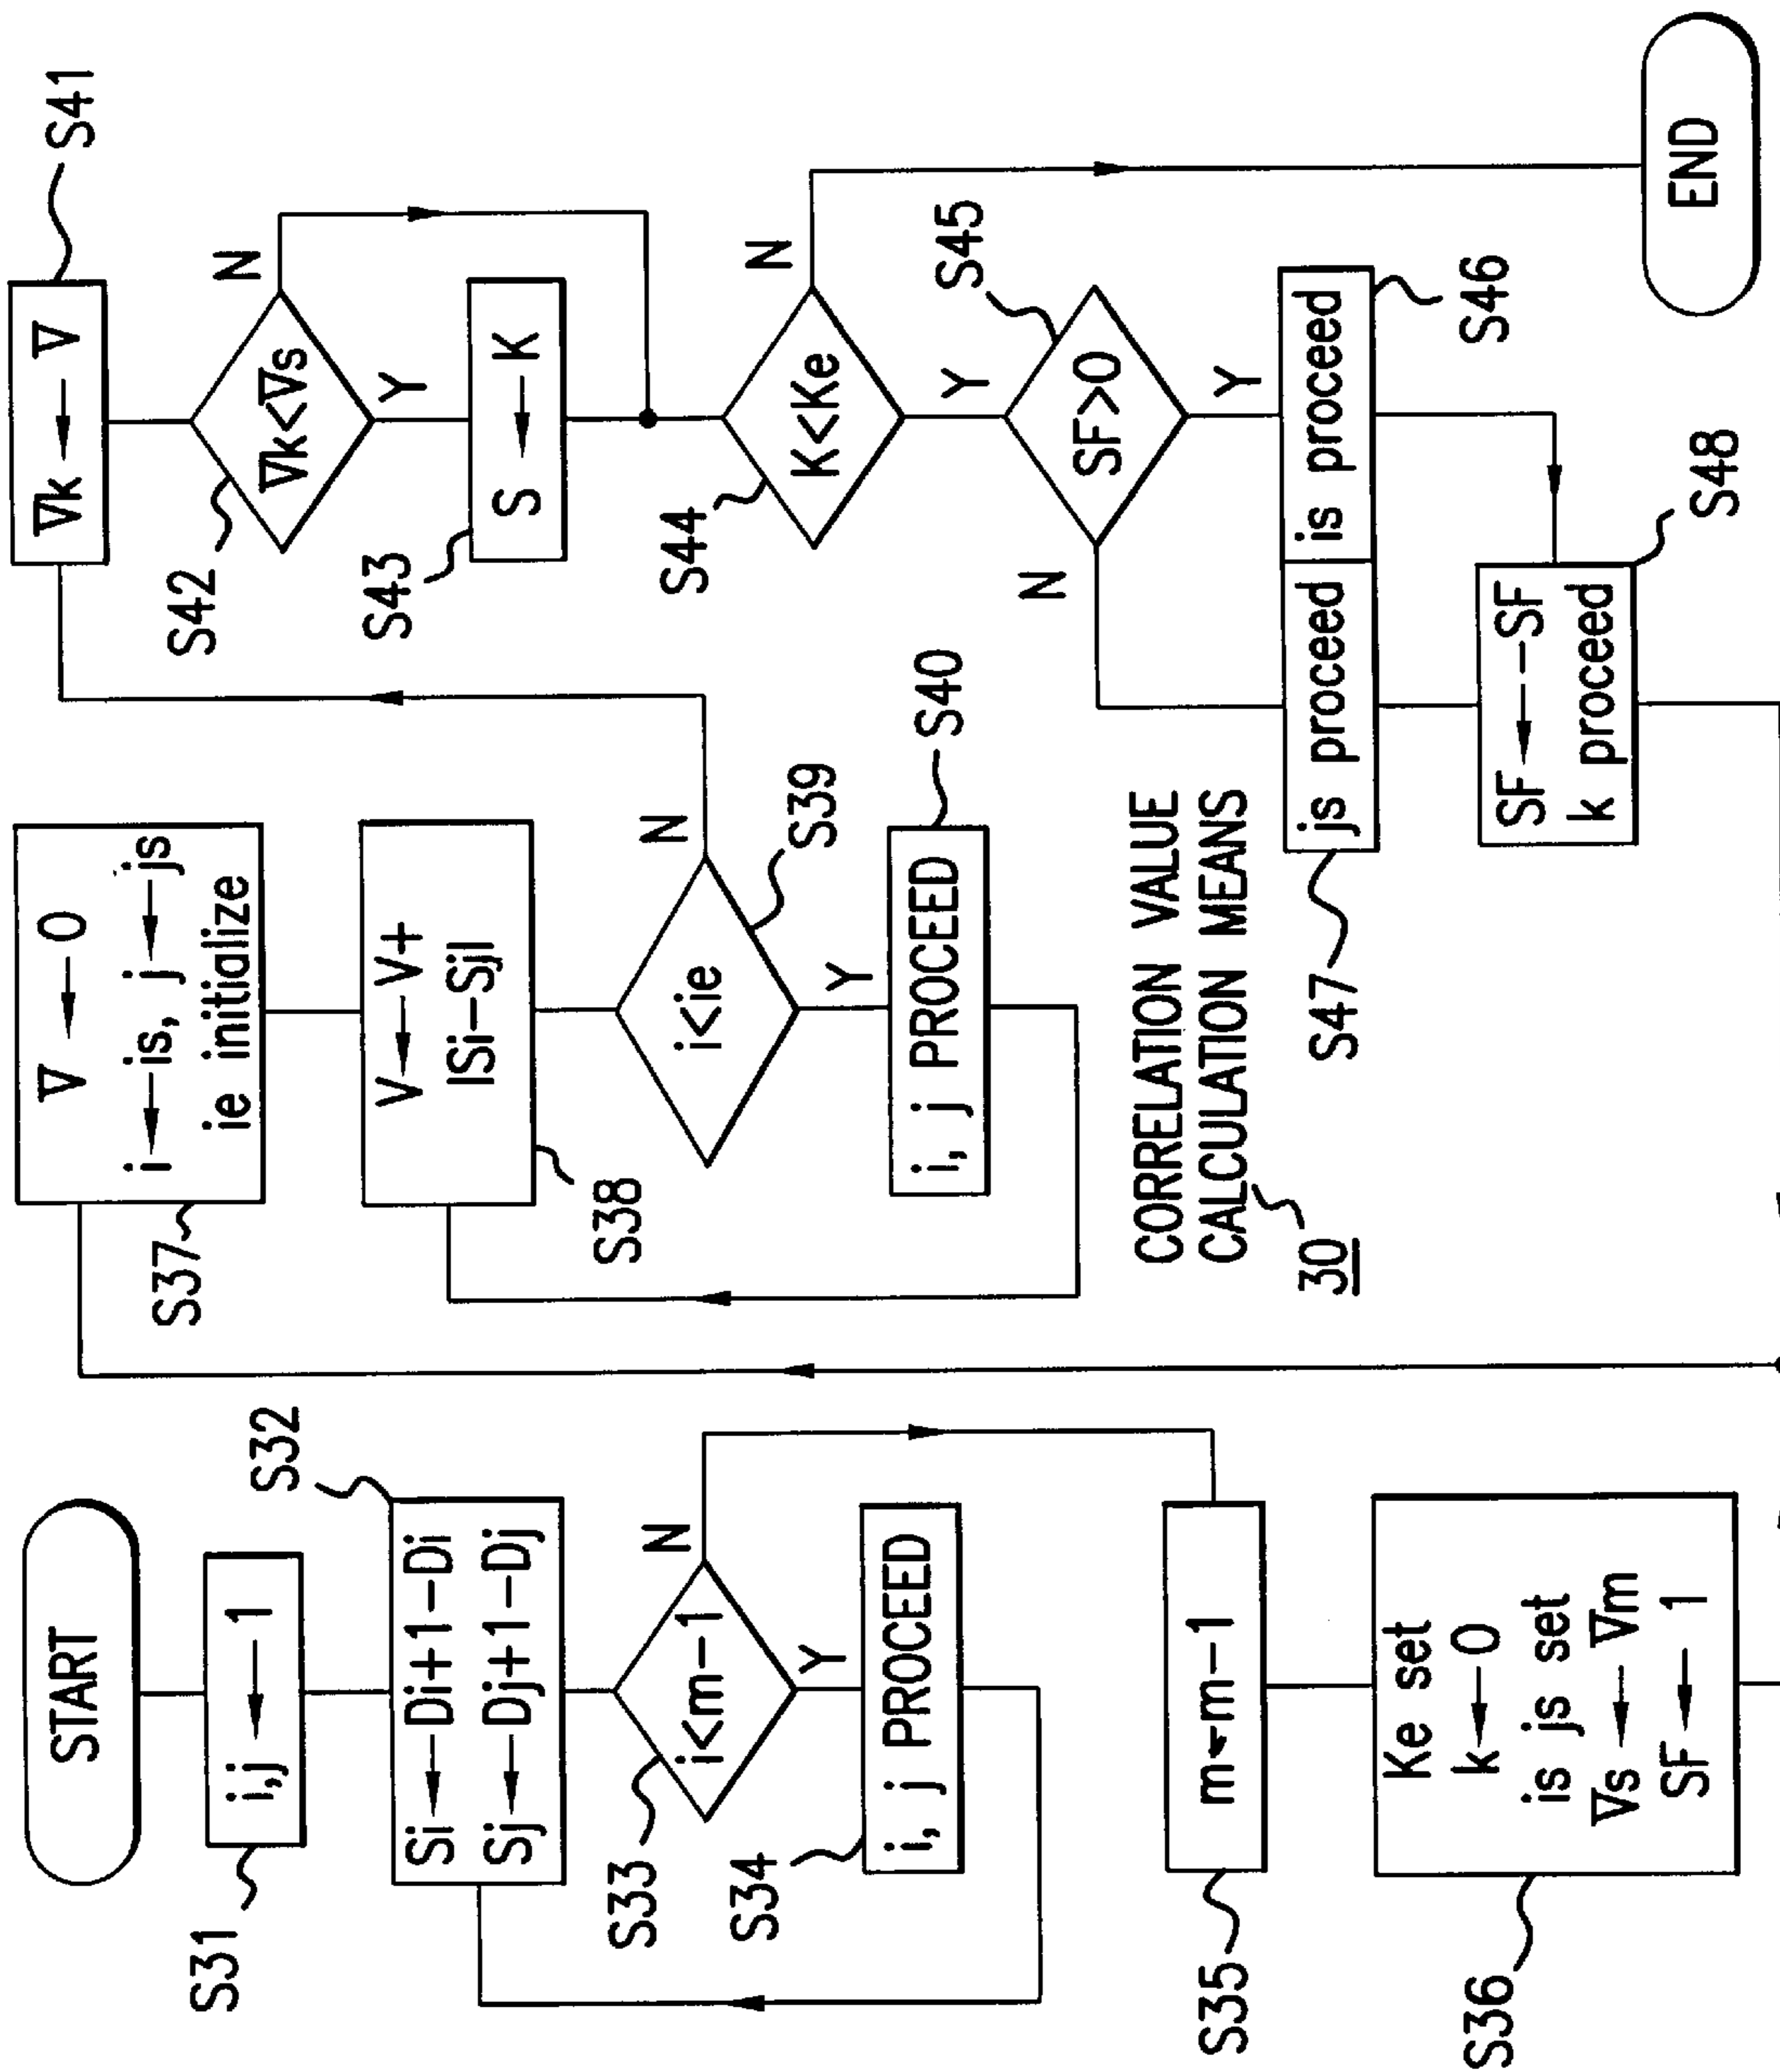 START
S31
i,j ← 1
S32
Si ← Di+1-Di
Sj ← Dj+1-Dj
S33
i<m-1
N
Y
S34
i, j PROCEED
S35
m←m-1
S36
Ke set
k ← 0
is js set
Vs ← Vm
SF ← 1
S37
V ← 0
i ← is, j ← js
ie initialize
S38
V ← V+
|Si-Sj|
S39
i<ie
N
Y
S40
i, j PROCEED
CORRELATION VALUE
CALCULATION MEANS
30
S41
Vk ← V
S42
Vk<Vs
N
Y
S43
S ← K
S44
K<Ke
N
Y
S45
SF>0
N
Y
S46
is proceed
S47
js proceed
S48
SF ← -SF
k proceed
END